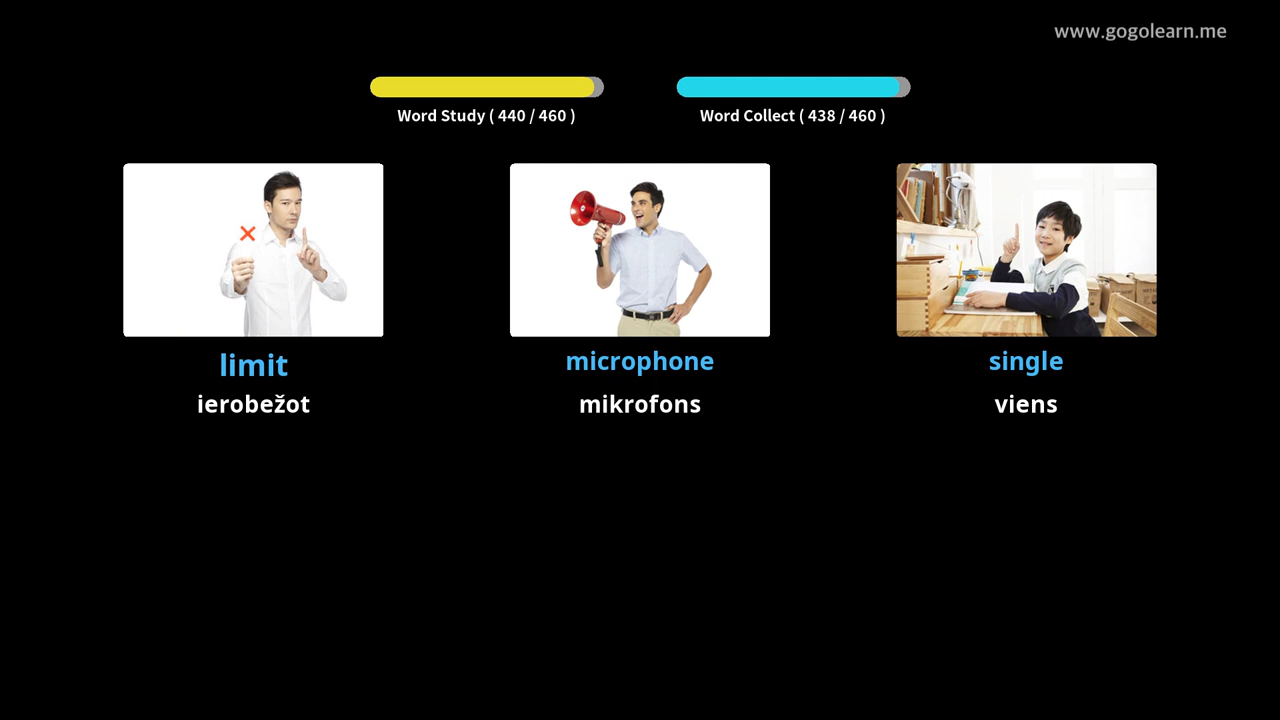 www.gogolearn.me
Word Study ( 440 / 460 )
Word Collect ( 438 / 460 )
limit
microphone
single
ierobežot
mikrofons
viens